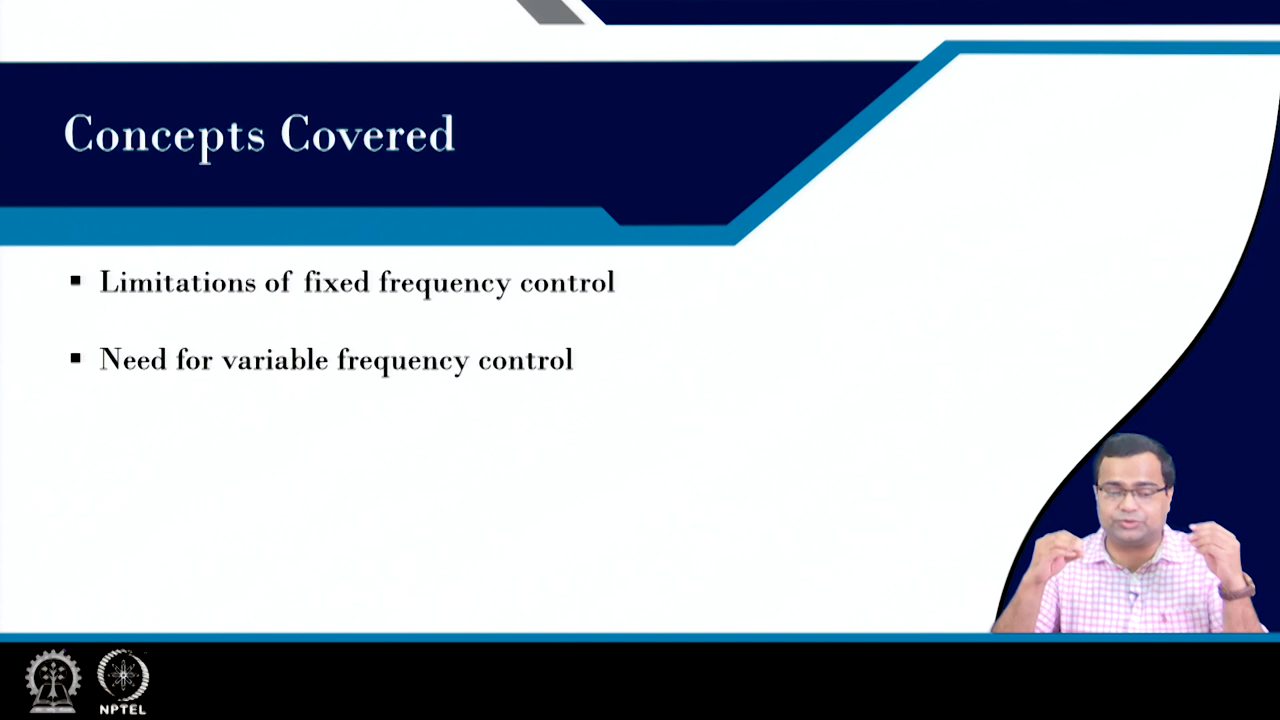 Concepts Covered
▪ Limitations of fixed frequency control
▪ Need for variable frequency control
NPTEL